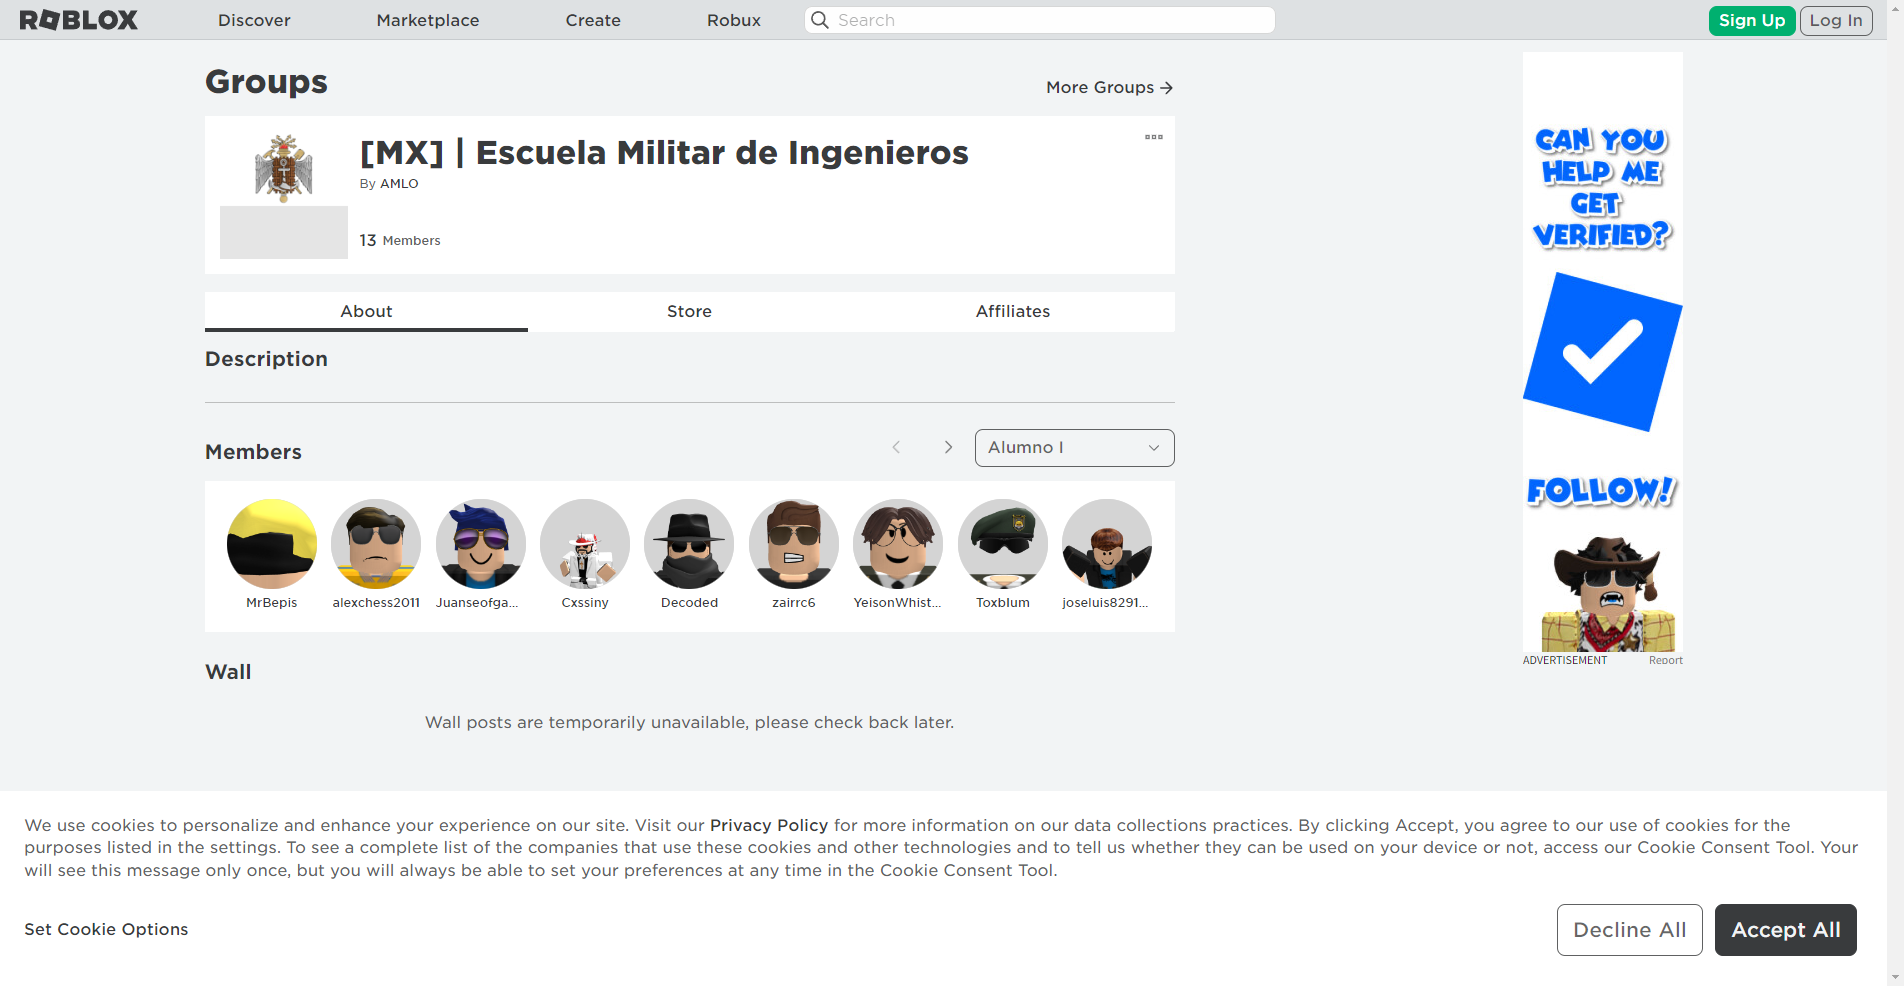 ROBLOX Discover Marketplace Create Robux Search Sign Up Log In
Groups
More Groups
[MX] | Escuela Militar de Ingenieros
By AMLO
13 Members
About Store Affiliates
Description
Members
Alumno I
MrBepis alexchess2011 Juanseofga... Cxssiny Decoded zairrc6 YeisonWhist... Toxblum joseluis8291...
Wall
Wall posts are temporarily unavailable, please check back later.
CAN YOU
HELP ME
GET
VERIFIED?
FOLLOW!
ADVERTISEMENT Report
We use cookies to personalize and enhance your experience on our site. Visit our Privacy Policy for more information on our data collections practices. By clicking Accept, you agree to our use of cookies for the
purposes listed in the settings. To see a complete list of the companies that use these cookies and other technologies and to tell us whether they can be used on your device or not, access our Cookie Consent Tool. Your
will see this message only once, but you will always be able to set your preferences at any time in the Cookie Consent Tool.
Set Cookie Options
Decline All
Accept All